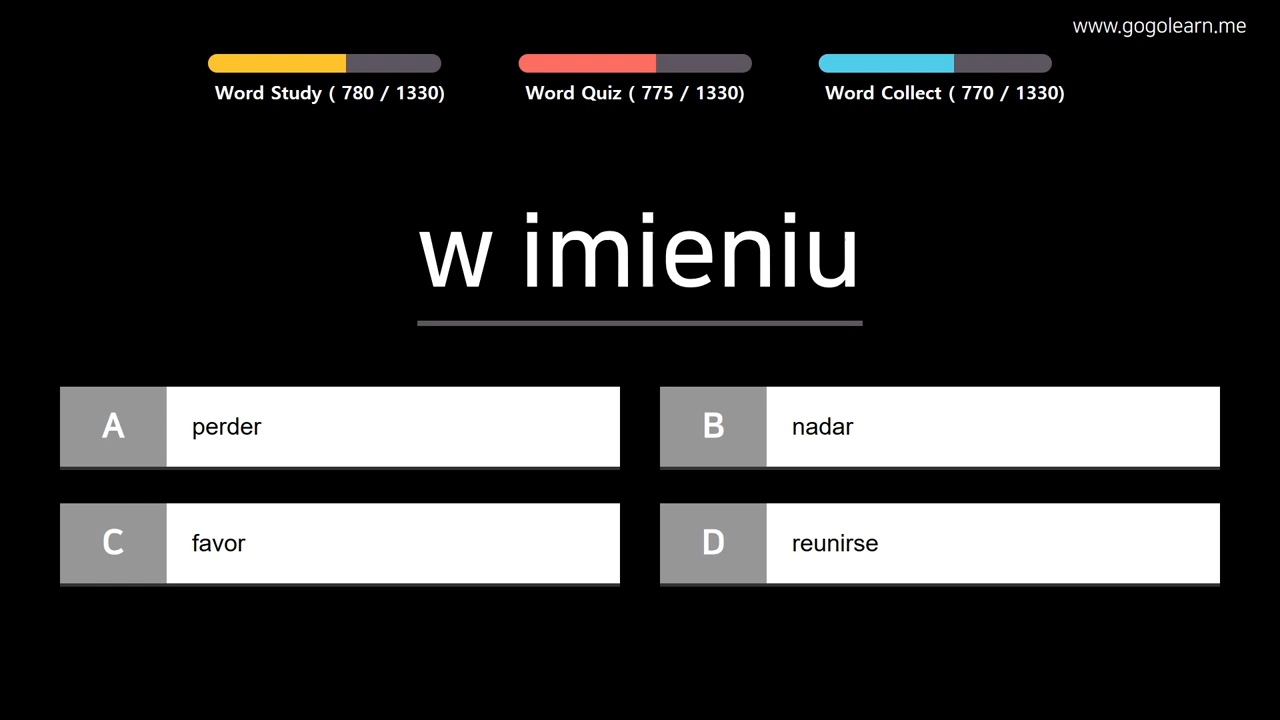 www.gogolearn.me
Word Study ( 780 / 1330)
Word Quiz ( 775 / 1330)
Word Collect ( 770 / 1330)
w imieniu
A perder
B nadar
C favor
D reunirse